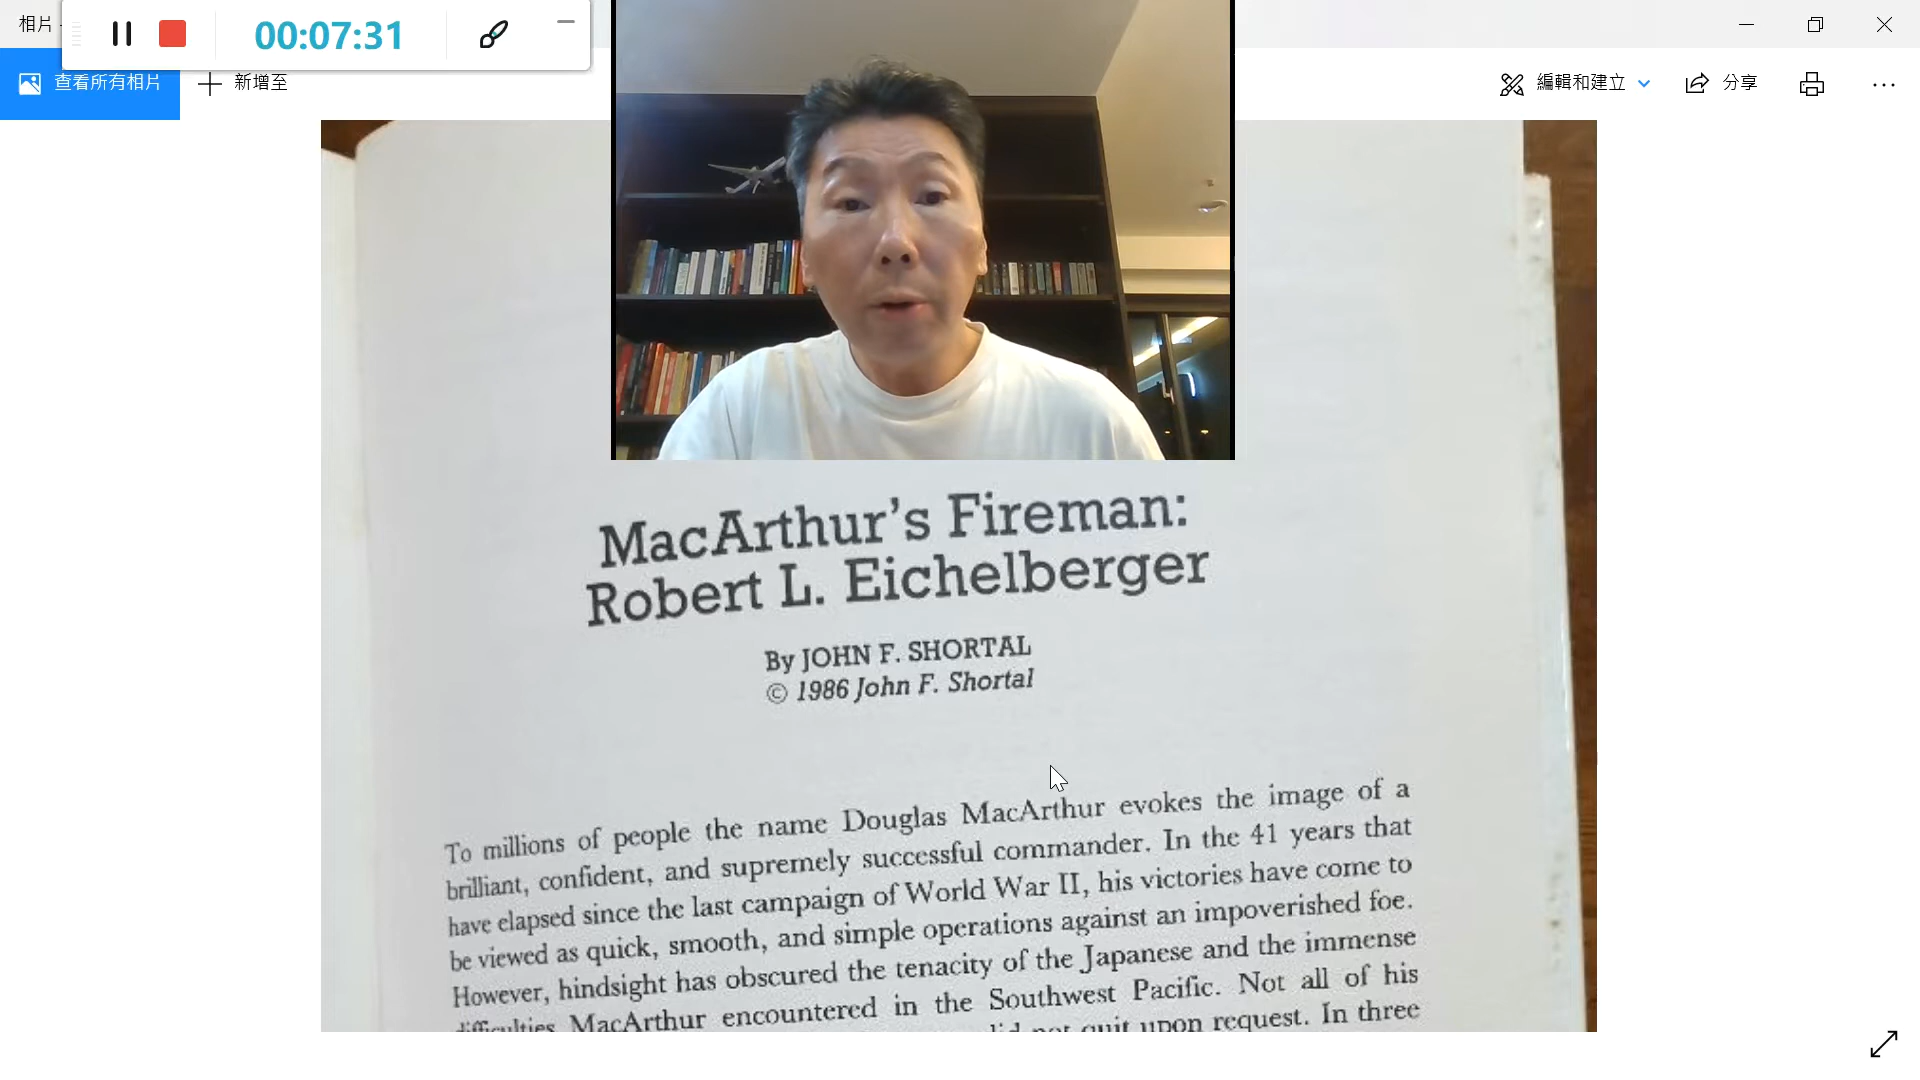 相片
00:07:31
查看所有相片
新增至
編輯和建立
分享
MacArthur's Fireman:
Robert L. Eichelberger
By JOHN F. SHORTAL
© 1986 John F. Shortal
To millions of people the name Douglas MacArthur evokes the image of a
brilliant, confident, and supremely successful commander. In the 41 years that
have elapsed since the last campaign of World War II, his victories have come to
be viewed as quick, smooth, and simple operations against an impoverished foe.
However, hindsight has obscured the tenacity of the Japanese and the immense
difficulties MacArthur encountered in the Southwest Pacific. Not all of his
did not quit upon request. In three